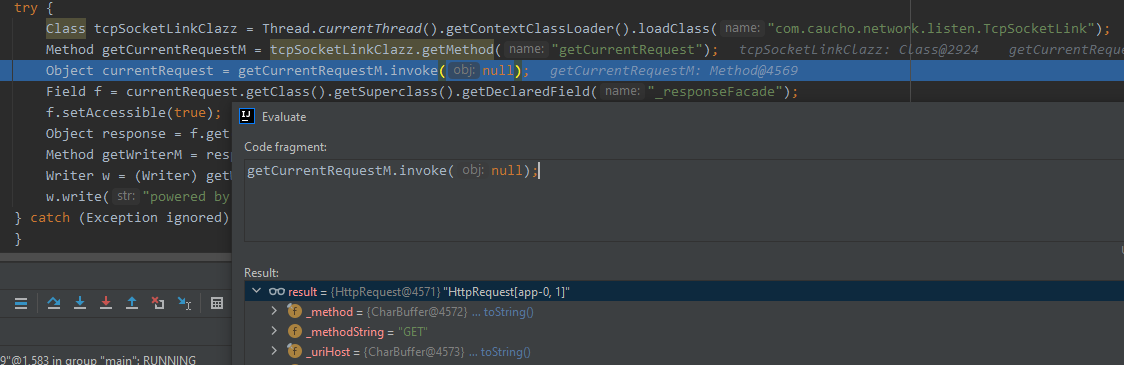 try {
Class tcpSocketLinkClazz = Thread.currentThread().getContextClassLoader().loadClass( name: "com.caucho.network.listen.TcpSocketLink");
Method getCurrentRequestM = tcpSocketLinkClazz.getMethod( name: "getCurrentRequest"); tcpSocketLinkClazz: Class@2924 getCurrentReque
Object currentRequest = getCurrentRequestM.invoke( obj: null); getCurrentRequestM: Method@4569
Field f = currentRequest.getClass().getSuperclass().getDeclaredField( name: "_responseFacade");
f.setAccessible(true);
Object response = f.get
Method getWriterM = resp
Writer w = (Writer) getW
w.write( str: "powered by
} catch (Exception ignored)
}
Evaluate
Code fragment:
getCurrentRequestM.invoke( obj: null);
Result:
result = {HttpRequest@4571} "HttpRequest[app-0, 1]"
_method = {CharBuffer@4572} ... toString()
_methodString = "GET"
_uriHost = {CharBuffer@4573} ... toString()
9"@1,583 in group "main": RUNNING